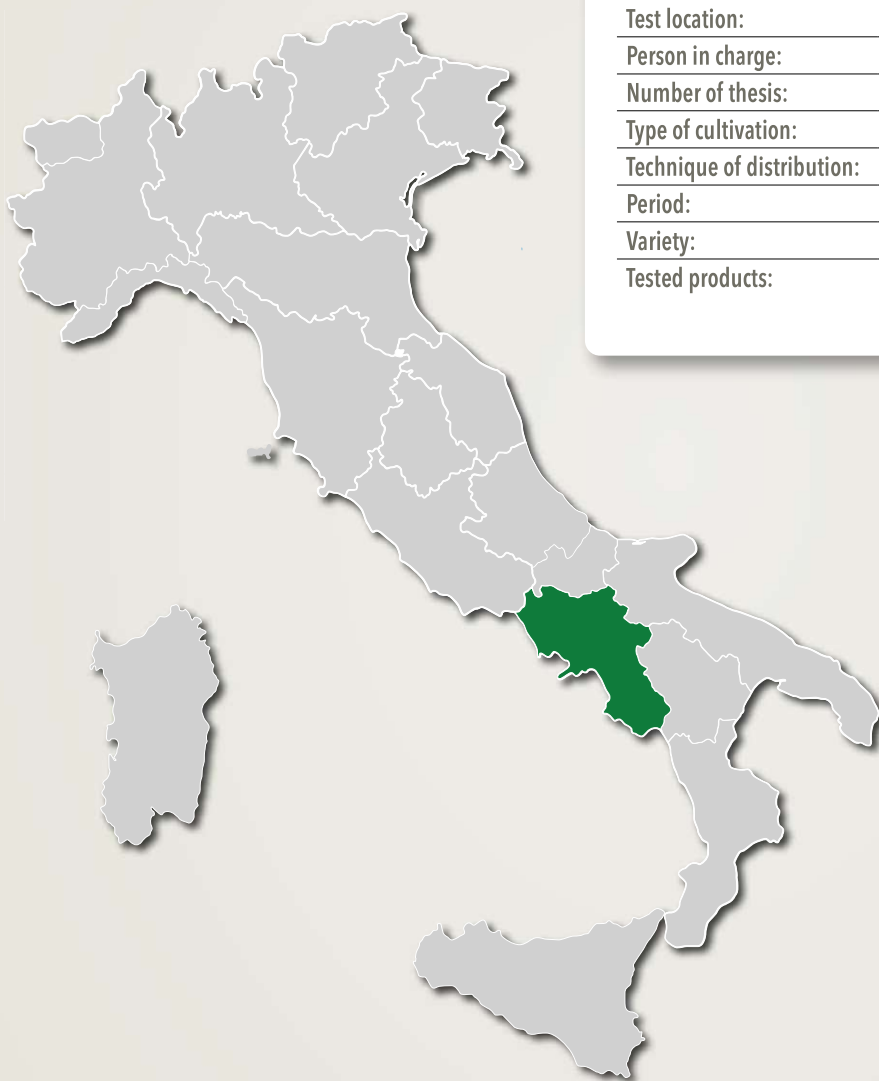 Test location:
Person in charge:
Number of thesis:
Type of cultivation:
Technique of distribution:
Period:
Variety:
Tested products: